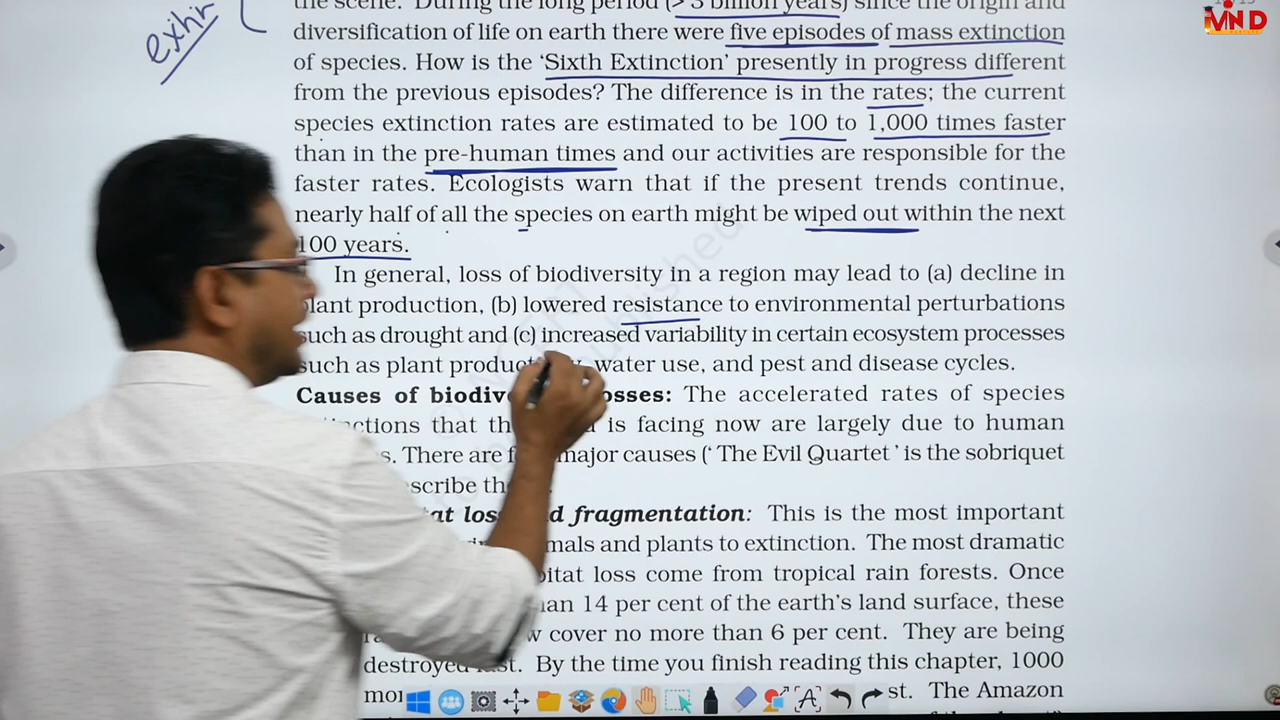 the scene. During the long period (> 3 billion years) since the origin and
diversification of life on earth there were five episodes of mass extinction
of species. How is the ‘Sixth Extinction’ presently in progress different
from the previous episodes? The difference is in the rates; the current
species extinction rates are estimated to be 100 to 1,000 times faster
than in the pre-human times and our activities are responsible for the
faster rates. Ecologists warn that if the present trends continue,
nearly half of all the species on earth might be wiped out within the next
100 years.
In general, loss of biodiversity in a region may lead to (a) decline in
plant production, (b) lowered resistance to environmental perturbations
such as drought and (c) increased variability in certain ecosystem processes
such as plant water use, and pest and disease cycles.
Causes of The accelerated rates of species
is facing now are largely due to human
There are major causes (‘ The Evil Quartet ’ is the sobriquet
fragmentation: This is the most important
and plants to extinction. The most dramatic
loss come from tropical rain forests. Once
14 per cent of the earth’s land surface, these
cover no more than 6 per cent. They are being
destroyed By the time you finish reading this chapter, 1000
The Amazon
MND